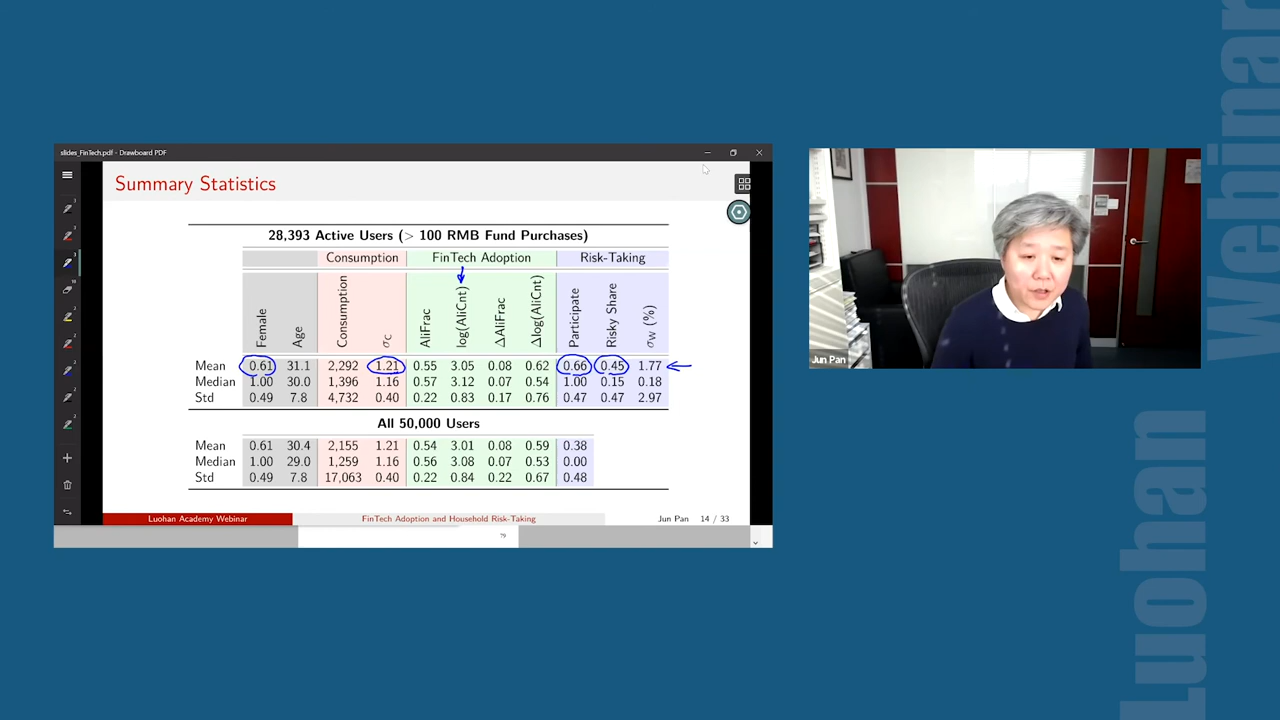 slides_FinTech.pdf - Drawboard PDF
Summary Statistics
28,393 Active Users (> 100 RMB Fund Purchases)
Consumption FinTech Adoption Risk-Taking
Female Age Consumption σC AliFrac log(AliCnt) ΔAliFrac Δlog(AliCnt) Participate Risky Share σW (%)
Mean 0.61 31.1 2,292 1.21 0.55 3.05 0.08 0.62 0.66 0.45 1.77
Median 1.00 30.0 1,396 1.16 0.57 3.12 0.07 0.54 1.00 0.15 0.18
Std 0.49 7.8 4,732 0.40 0.22 0.83 0.17 0.76 0.47 0.47 2.97
All 50,000 Users
Mean 0.61 30.4 2,155 1.21 0.54 3.01 0.08 0.59 0.38
Median 1.00 29.0 1,259 1.16 0.56 3.08 0.07 0.53 0.00
Std 0.49 7.8 17,063 0.40 0.22 0.84 0.22 0.67 0.48
Luohan Academy Webinar FinTech Adoption and Household Risk-Taking Jun Pan 14 / 33
79
Jun Pan
Luohan Webinar